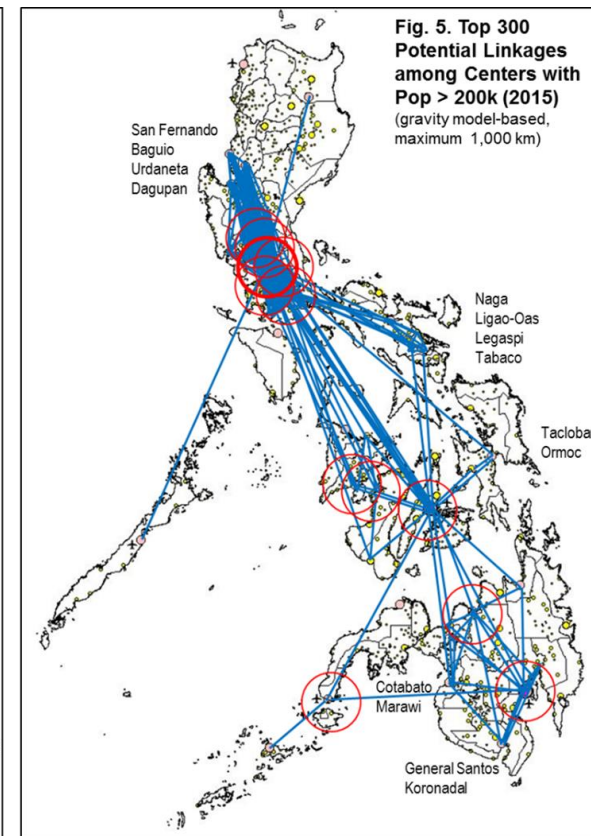 Fig. 5. Top 300
Potential Linkages
among Centers with
Pop > 200k (2015)
(gravity model-based,
maximum 1,000 km)
San Fernando
Baguio
Urdaneta
Dagupan
Naga
Ligao-Oas
Legaspi
Tabaco
Tacloba
Ormoc
Cotabato
Marawi
General Santos
Koronadal